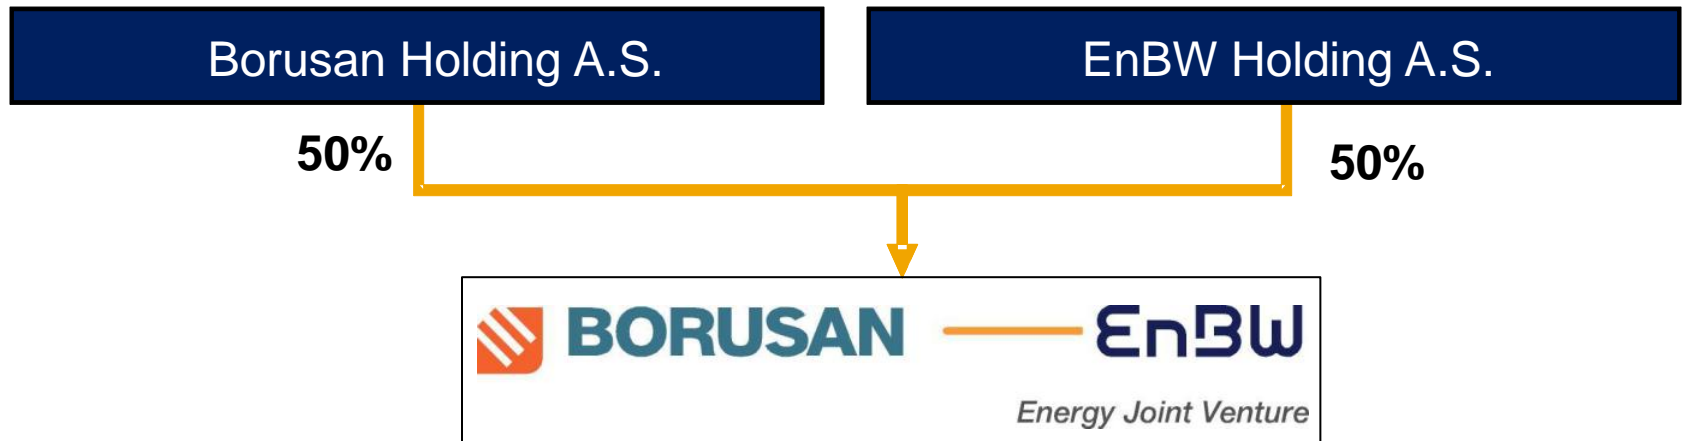 Borusan Holding A.S.
EnBW Holding A.S.
50%
50%
BORUSAN
EnBW
Energy Joint Venture